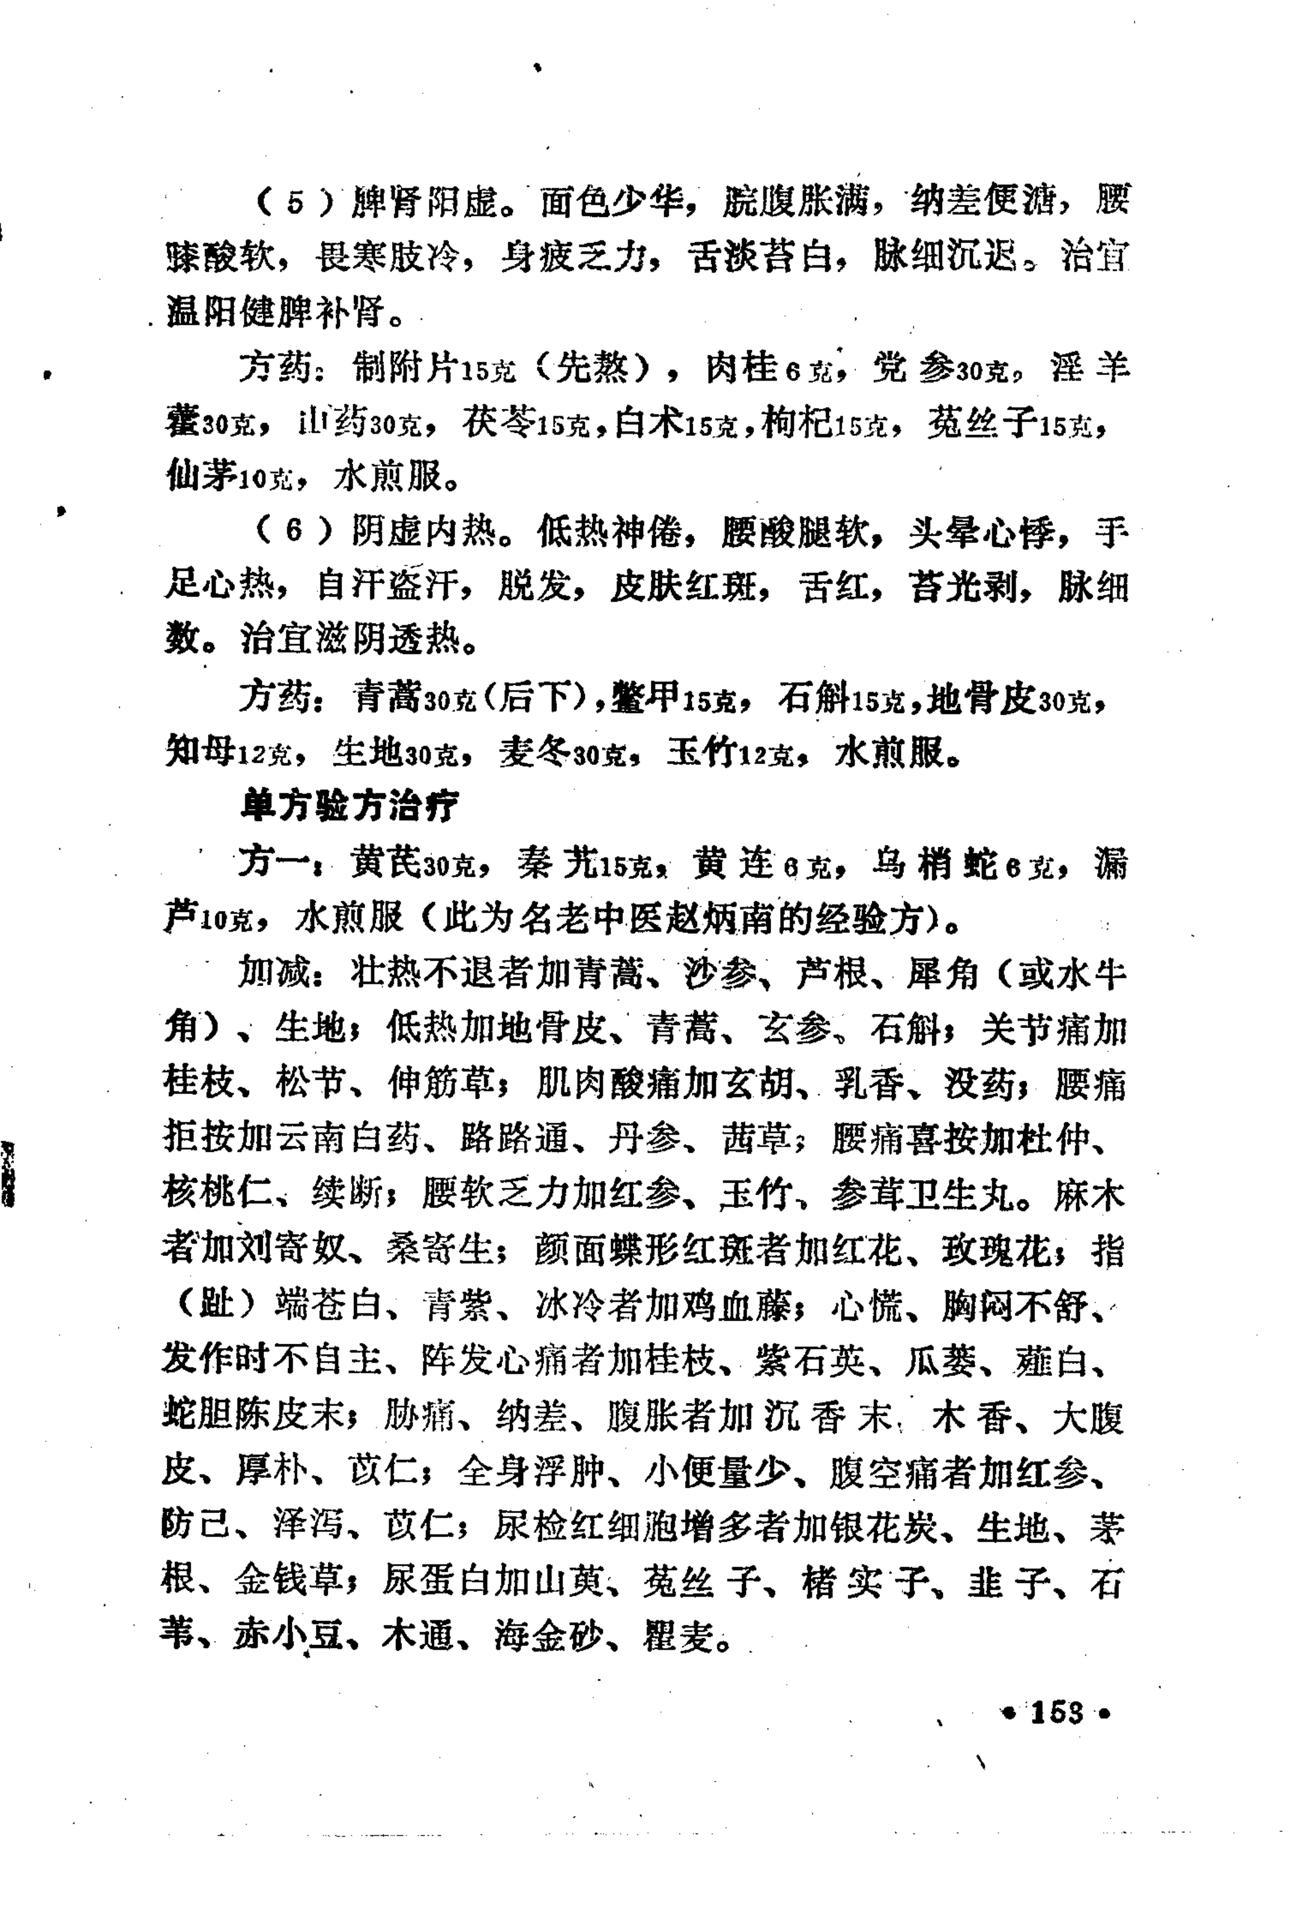 （5）脾肾阳虚。面色少华，脘腹胀满，纳差便溏，腰
膝酸软，畏寒肢冷，身疲乏力，舌淡苔白，脉细沉迟。治宜
温阳健脾补肾。
方药：制附片15克（先熬），肉桂6克，党参30克，淫羊
藿30克，山药30克，茯苓15克，白术15克，枸杞15克，菟丝子15克，
仙茅10克，水煎服。
（6）阴虚内热。低热神倦，腰酸腿软，头晕心悸，手
足心热，自汗盗汗，脱发，皮肤红斑，舌红，苔光剥，脉细
数。治宜滋阴透热。
方药：青蒿30克（后下），鳖甲15克，石斛15克，地骨皮30克，
知母12克，生地30克，麦冬30克，玉竹12克，水煎服。
单方验方治疗
方一：黄芪30克，秦艽15克，黄连6克，乌梢蛇6克，漏
芦10克，水煎服（此为名老中医赵炳南的经验方）。
加减：壮热不退者加青蒿、沙参、芦根、犀角（或水牛
角）、生地；低热加地骨皮、青蒿、玄参、石斛；关节痛加
桂枝、松节、伸筋草；肌肉酸痛加玄胡、乳香、没药；腰痛
拒按加云南白药、路路通、丹参、茜草；腰痛喜按加杜仲、
核桃仁、续断；腰软乏力加红参、玉竹、参茸卫生丸。麻木
者加刘寄奴、桑寄生；颜面蝶形红斑者加红花、玫瑰花；指
（趾）端苍白、青紫、冰冷者加鸡血藤；心慌、胸闷不舒、
发作时不自主、阵发心痛者加桂枝、紫石英、瓜蒌、薤白、
蛇胆陈皮末；胁痛、纳差、腹胀者加沉香末、木香、大腹
皮、厚朴、苡仁；全身浮肿、小便量少、腹空痛者加红参、
防己、泽泻、苡仁；尿检红细胞增多者加银花炭、生地、茅
根、金钱草；尿蛋白加山萸、菟丝子、楮实子、韭子、石
苇、赤小豆、木通、海金砂、瞿麦。
•153•